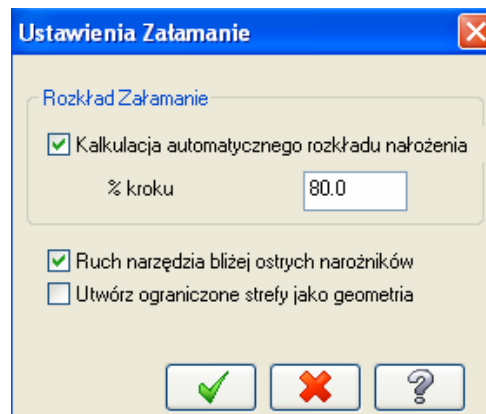 Ustawienia Załamanie
Rozkład Załamanie
Kalkulacja automatycznego rozkładu nałożenia
% kroku 80.0
Ruch narzędzia bliżej ostrych narożników
Utwórz ograniczone strefy jako geometria